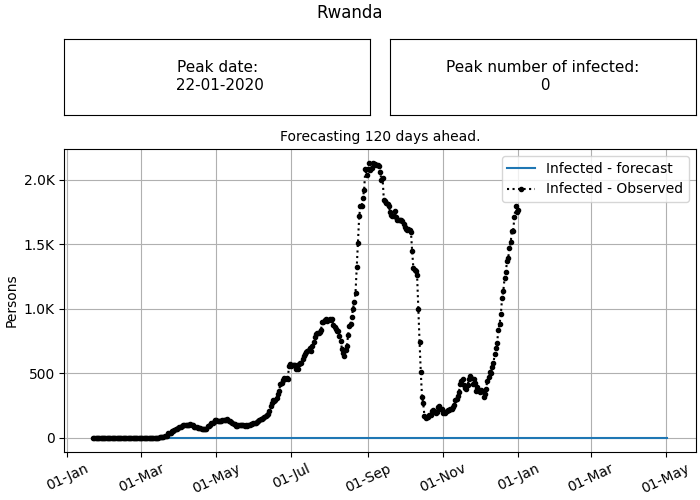 Rwanda
Peak date:
22-01-2020
Peak number of infected:
0
Forecasting 120 days ahead.
Infected - forecast
Infected - Observed
Persons
2.0K
1.5K
1.0K
500
0
01-Jan
01-Mar
01-May
01-Jul
01-Sep
01-Nov
01-Jan
01-Mar
01-May